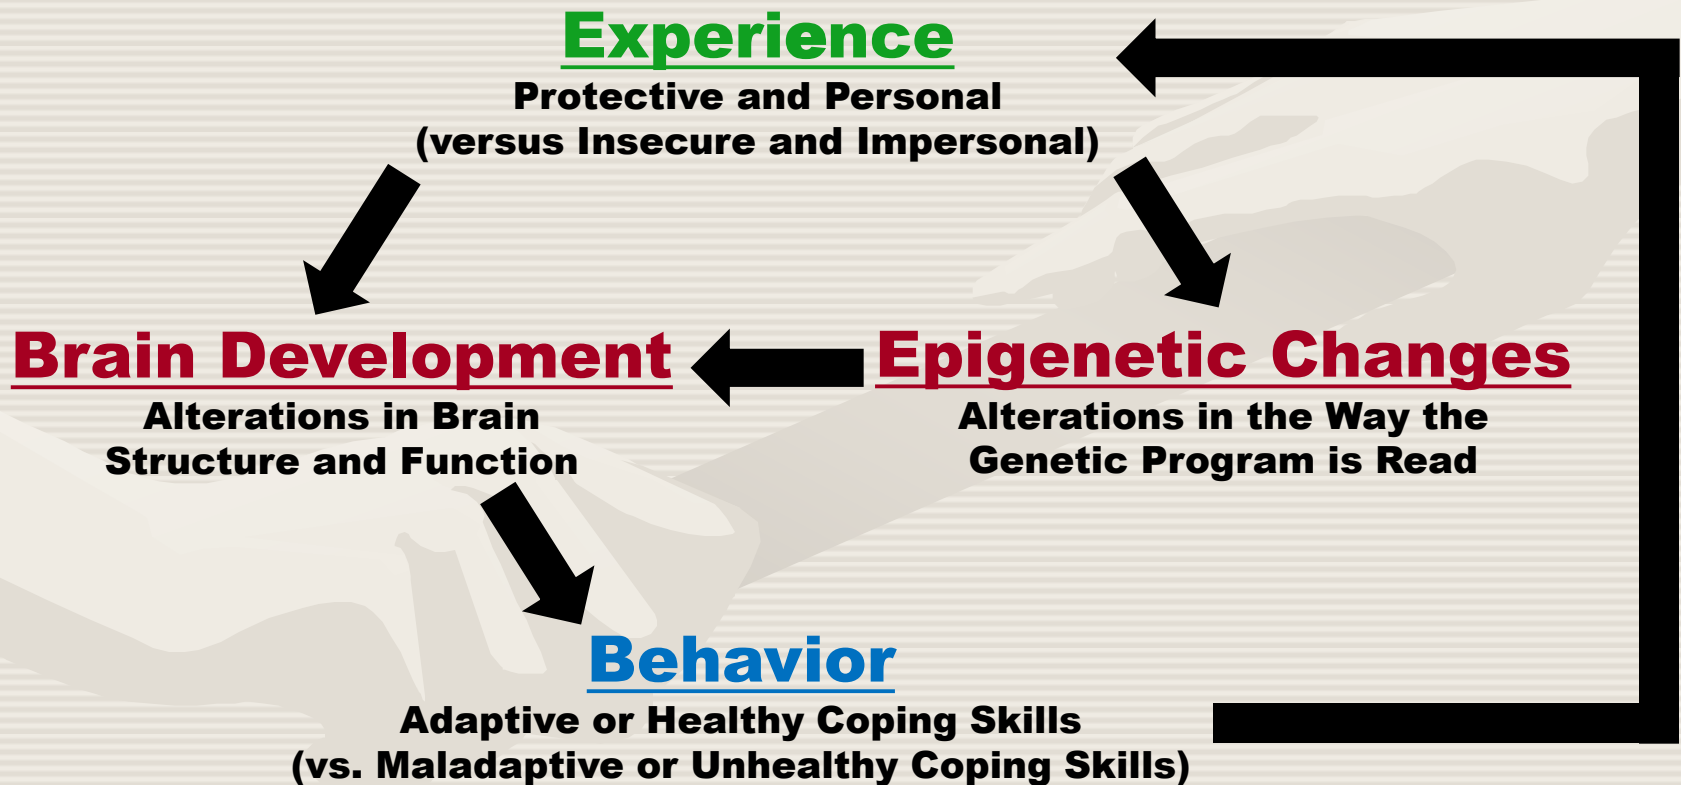 Experience
Protective and Personal
(versus Insecure and Impersonal)
Brain Development
Alterations in Brain
Structure and Function
Epigenetic Changes
Alterations in the Way the
Genetic Program is Read
Behavior
Adaptive or Healthy Coping Skills
(vs. Maladaptive or Unhealthy Coping Skills)